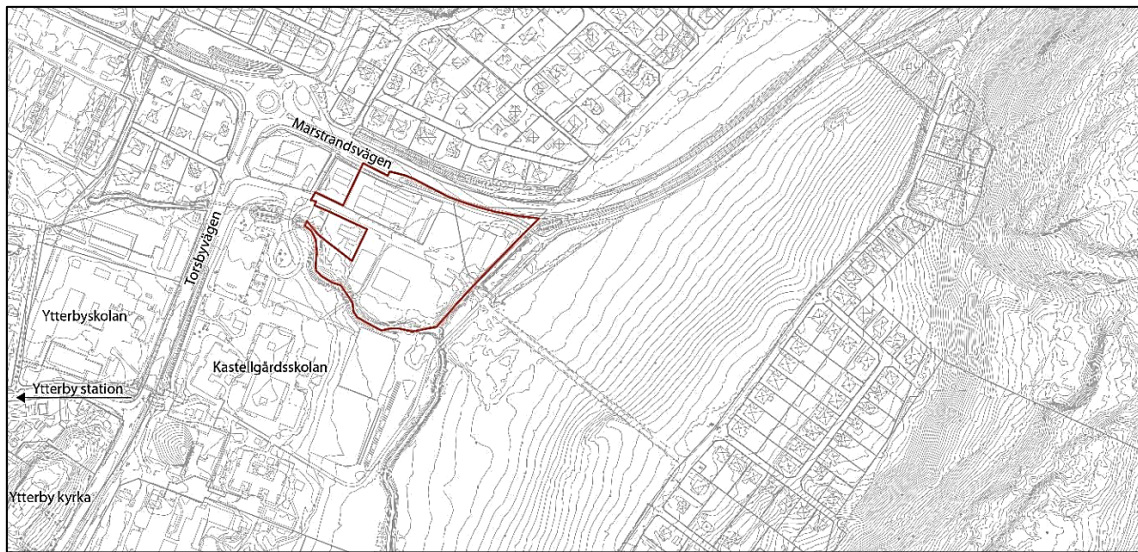 Marstrandsvägen
Torsbyvägen
Ytterbyskolan
Kastellgårdsskolan
Ytterby station
Ytterby kyrka